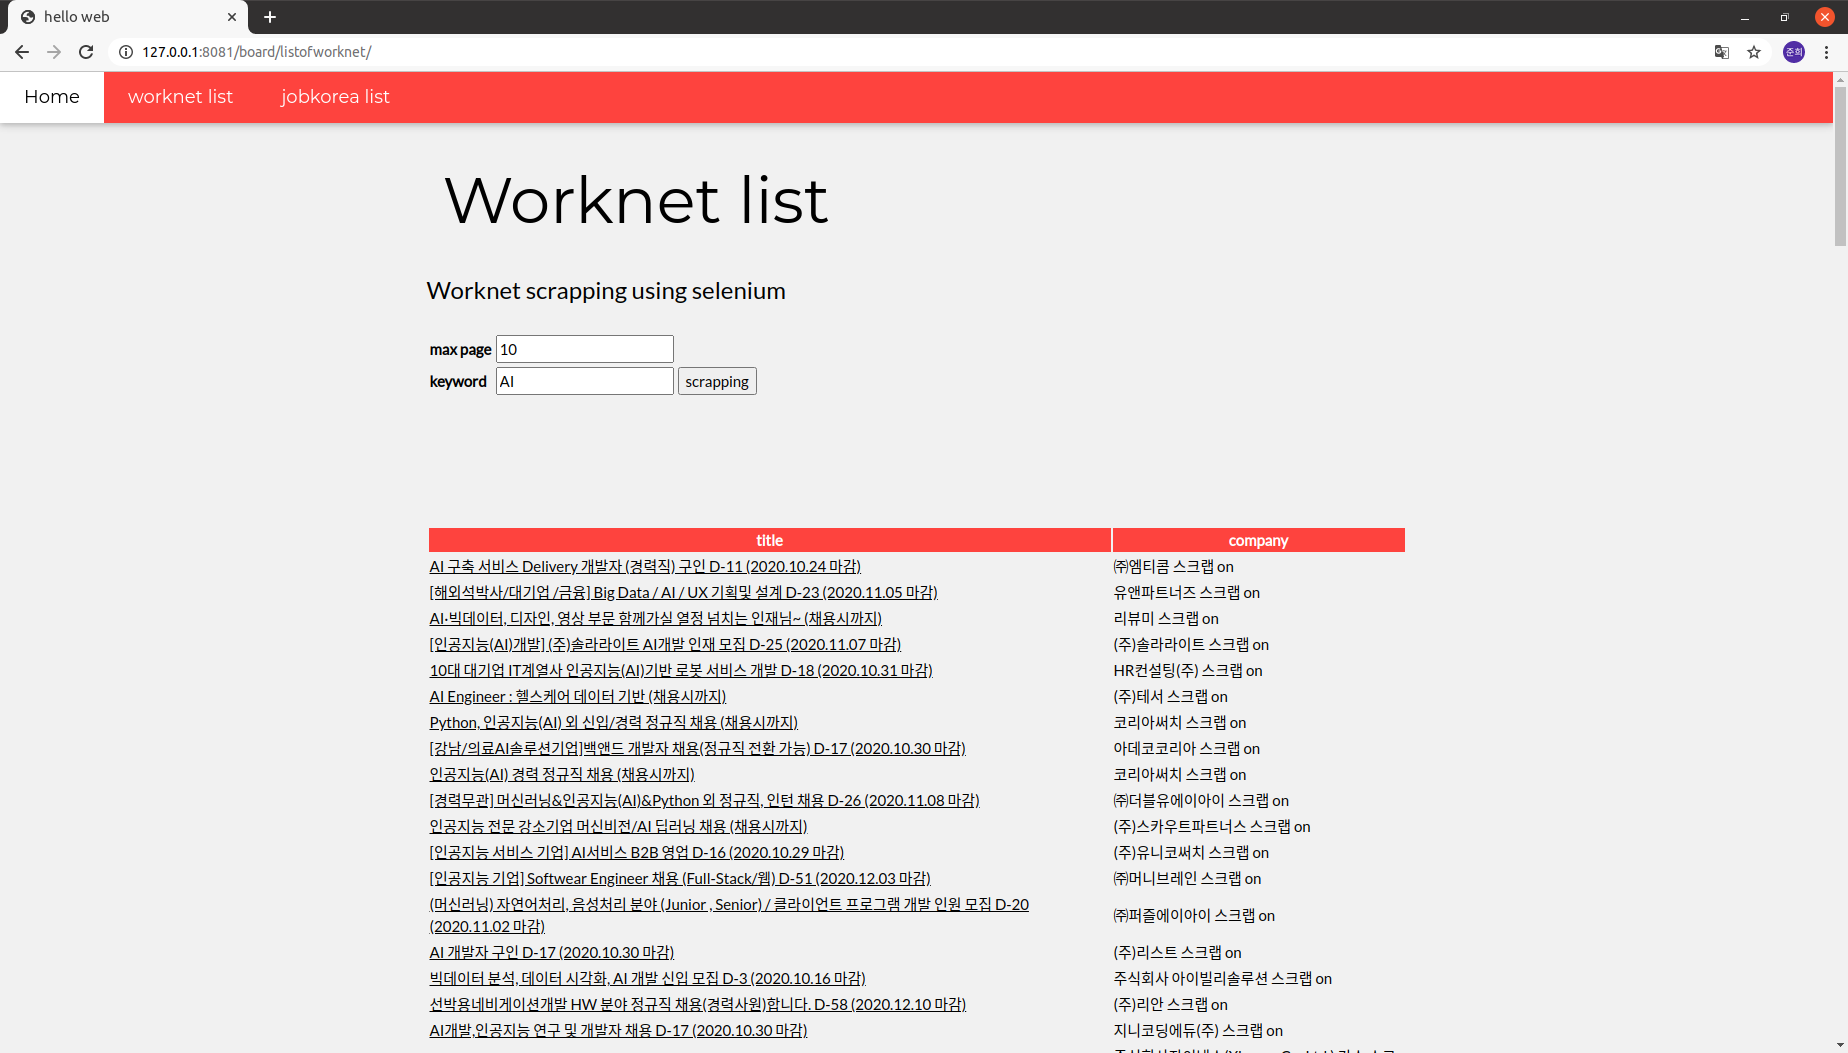 hello web
127.0.0.1:8081/board/listofworknet/
준희
Home worknet list jobkorea list
Worknet list
Worknet scrapping using selenium
max page 10
keyword AI scrapping
title company
AI 구축 서비스 Delivery 개발자 (경력직) 구인 D-11 (2020.10.24 마감) ㈜엠티콤 스크랩 on
[해외석박사/대기업 /금융] Big Data / AI / UX 기획및 설계 D-23 (2020.11.05 마감) 유앤파트너즈 스크랩 on
AI·빅데이터, 디자인, 영상 부문 함께가실 열정 넘치는 인재님~ (채용시까지) 리뷰미 스크랩 on
[인공지능(AI)개발] (주)솔라라이트 AI개발 인재 모집 D-25 (2020.11.07 마감) (주)솔라라이트 스크랩 on
10대 대기업 IT계열사 인공지능(AI)기반 로봇 서비스 개발 D-18 (2020.10.31 마감) HR컨설팅(주) 스크랩 on
AI Engineer : 헬스케어 데이터 기반 (채용시까지) (주)테서 스크랩 on
Python, 인공지능(AI) 외 신입/경력 정규직 채용 (채용시까지) 코리아써치 스크랩 on
[강남/의료AI솔루션기업]백앤드 개발자 채용(정규직 전환 가능) D-17 (2020.10.30 마감) 아데코코리아 스크랩 on
인공지능(AI) 경력 정규직 채용 (채용시까지) 코리아써치 스크랩 on
[경력무관] 머신러닝&인공지능(AI)&Python 외 정규직, 인턴 채용 D-26 (2020.11.08 마감) ㈜더블유에이아이 스크랩 on
인공지능 전문 강소기업 머신비전/AI 딥러닝 채용 (채용시까지) (주)스카우트파트너스 스크랩 on
[인공지능 서비스 기업] AI서비스 B2B 영업 D-16 (2020.10.29 마감) (주)유니코써치 스크랩 on
[인공지능 기업] Softwear Engineer 채용 (Full-Stack/웹) D-51 (2020.12.03 마감) ㈜머니브레인 스크랩 on
(머신러닝) 자연어처리, 음성처리 분야 (Junior , Senior) / 클라이언트 프로그램 개발 인원 모집 D-20
(2020.11.02 마감) ㈜퍼즐에이아이 스크랩 on
AI 개발자 구인 D-17 (2020.10.30 마감) (주)리스트 스크랩 on
빅데이터 분석, 데이터 시각화, AI 개발 신입 모집 D-3 (2020.10.16 마감) 주식회사 아이빌리솔루션 스크랩 on
선박용네비게이션개발 HW 분야 정규직 채용(경력사원)합니다. D-58 (2020.12.10 마감) (주)리안 스크랩 on
AI개발,인공지능 연구 및 개발자 채용 D-17 (2020.10.30 마감) 지니코딩에듀(주) 스크랩 on